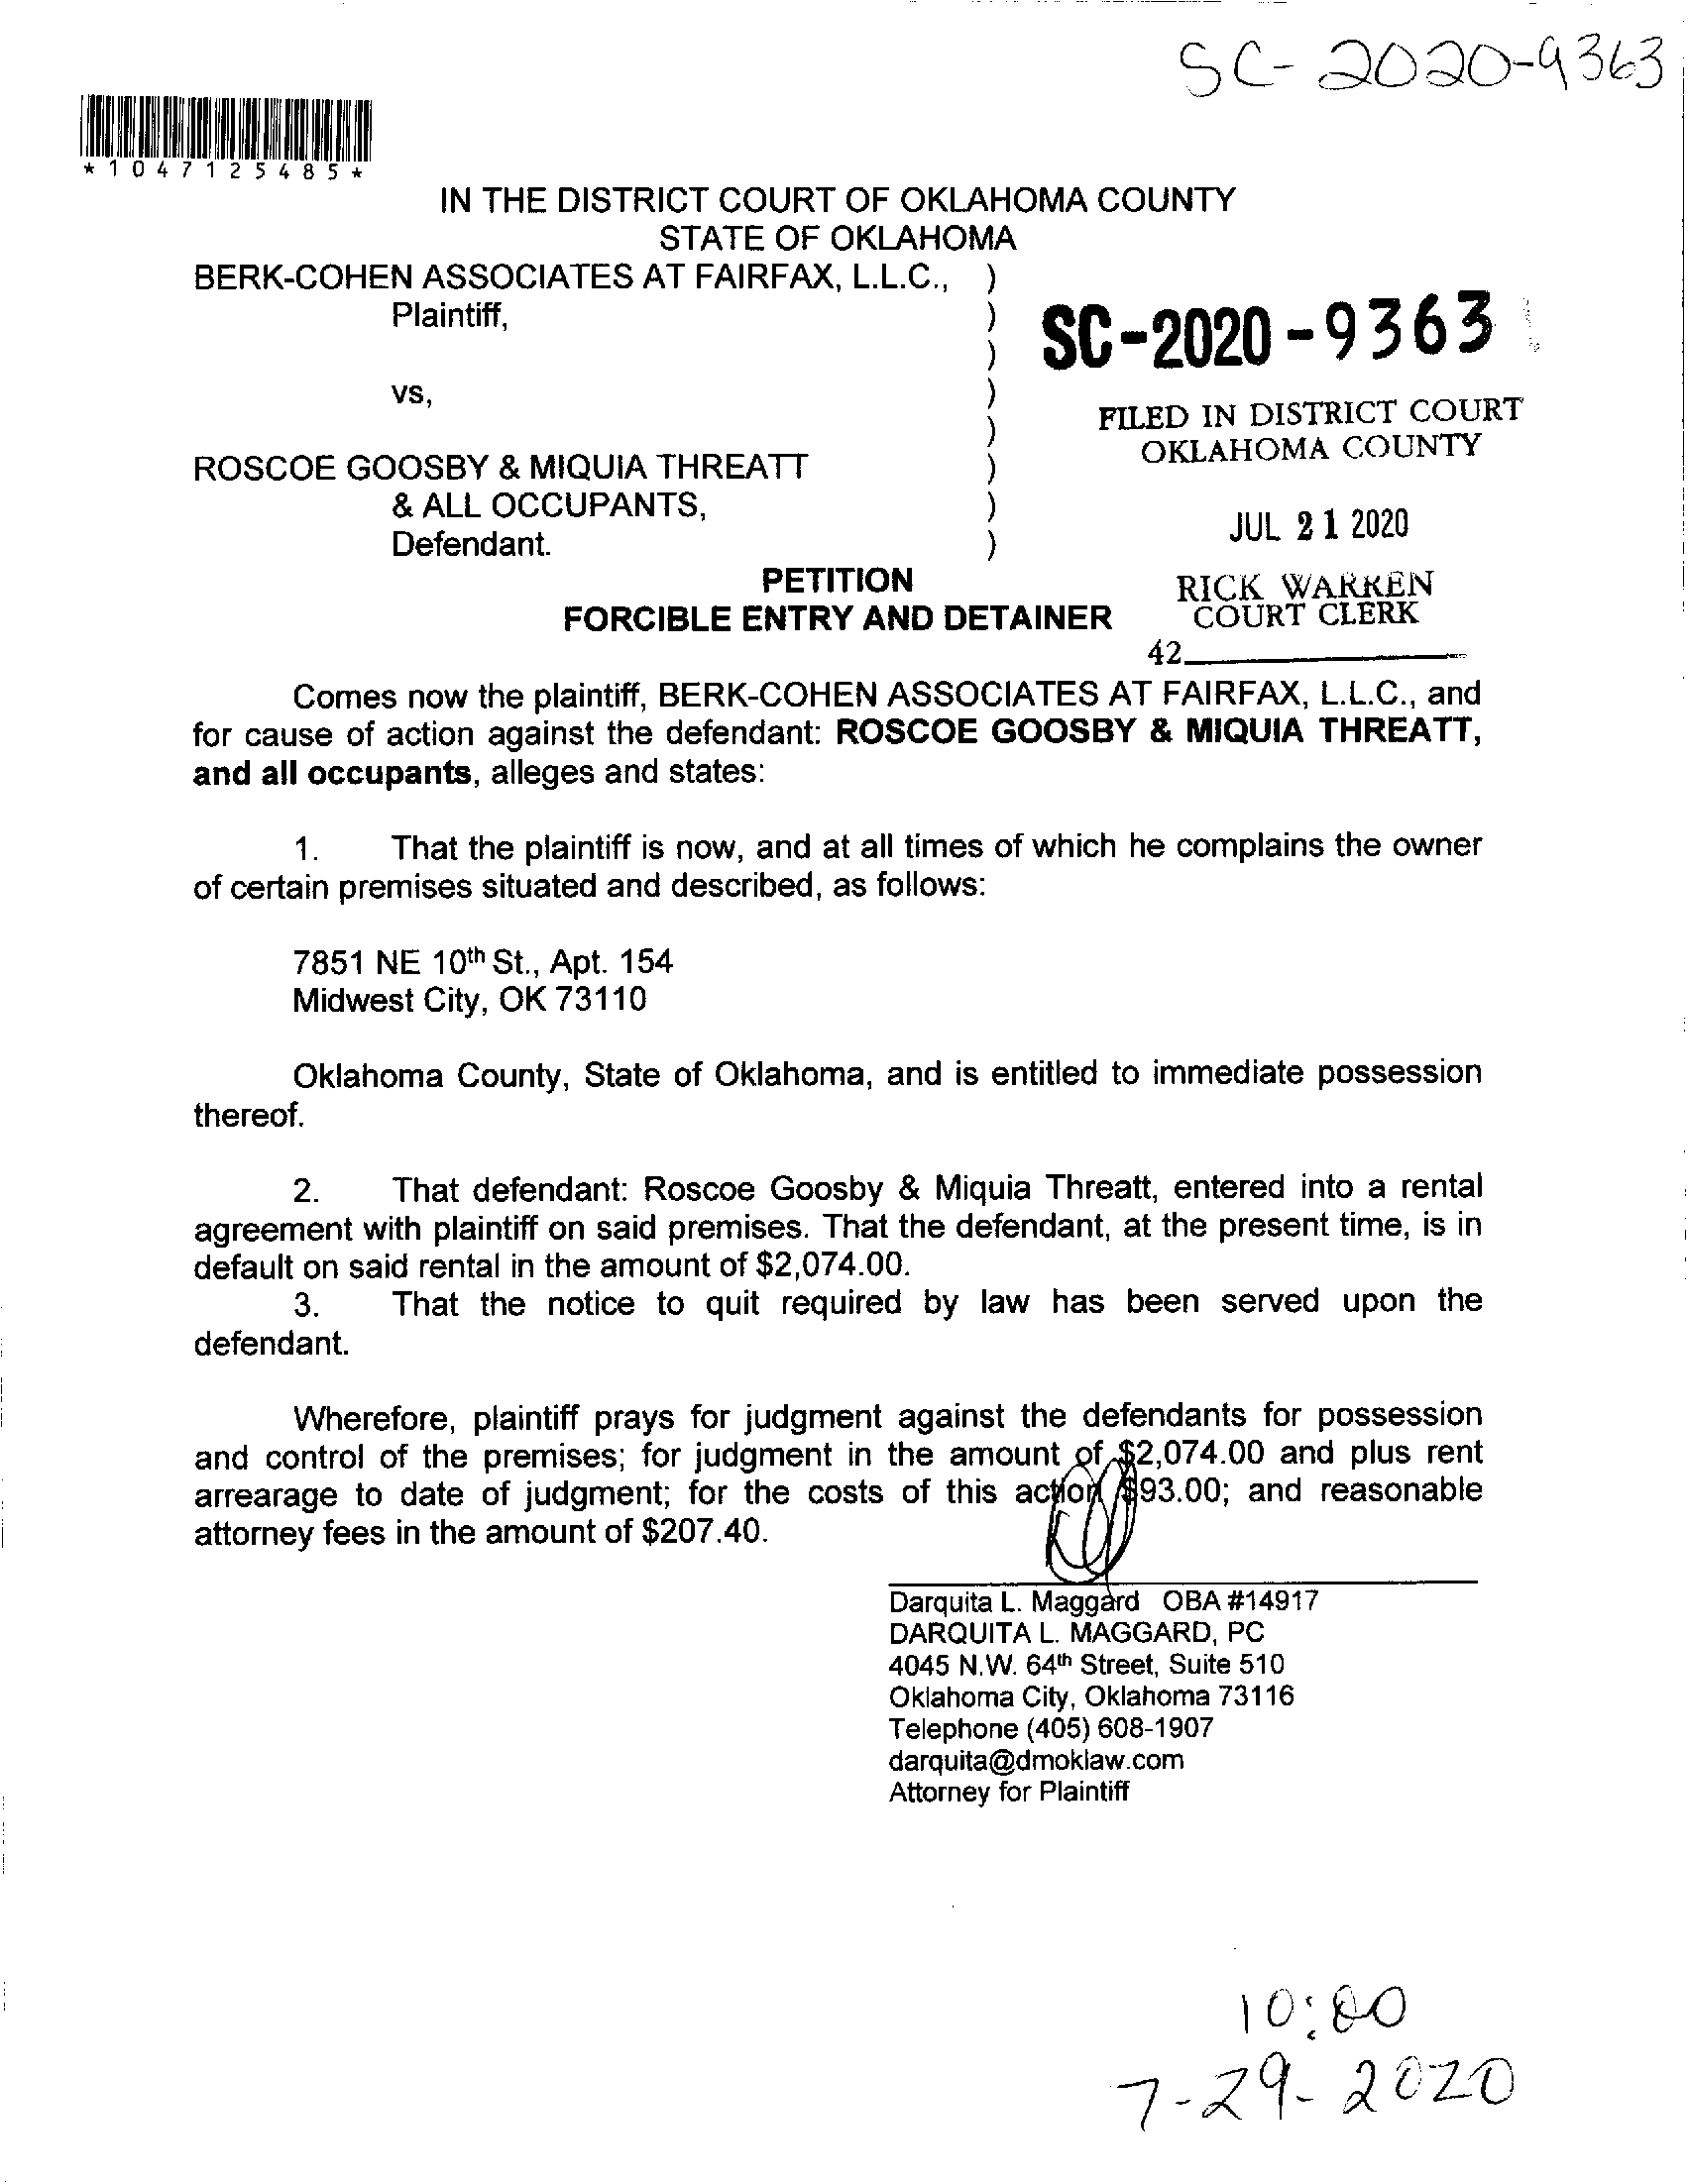 SC-2020-9363
*1047125485*
IN THE DISTRICT COURT OF OKLAHOMA COUNTY
STATE OF OKLAHOMA
BERK-COHEN ASSOCIATES AT FAIRFAX, L.L.C., )
Plaintiff, )
)
SC-2020-9363
vs, )
)
FILED IN DISTRICT COURT
OKLAHOMA COUNTY
ROSCOE GOOSBY & MIQUIA THREATT )
& ALL OCCUPANTS, )
Defendant. )
JUL 21 2020
PETITION
FORCIBLE ENTRY AND DETAINER
RICK WARREN
COURT CLERK
42
Comes now the plaintiff, BERK-COHEN ASSOCIATES AT FAIRFAX, L.L.C., and
for cause of action against the defendant: ROSCOE GOOSBY & MIQUIA THREATT,
and all occupants, alleges and states:
1. That the plaintiff is now, and at all times of which he complains the owner
of certain premises situated and described, as follows:
7851 NE 10th St., Apt. 154
Midwest City, OK 73110
Oklahoma County, State of Oklahoma, and is entitled to immediate possession
thereof.
2. That defendant: Roscoe Goosby & Miquia Threatt, entered into a rental
agreement with plaintiff on said premises. That the defendant, at the present time, is in
default on said rental in the amount of $2,074.00.
3. That the notice to quit required by law has been served upon the
defendant.
Wherefore, plaintiff prays for judgment against the defendants for possession
and control of the premises; for judgment in the amount of $2,074.00 and plus rent
arrearage to date of judgment; for the costs of this action $93.00; and reasonable
attorney fees in the amount of $207.40.
Darquita L. Maggard OBA #14917
DARQUITA L. MAGGARD, PC
4045 N.W. 64th Street, Suite 510
Oklahoma City, Oklahoma 73116
Telephone (405) 608-1907
darquita@dmoklaw.com
Attorney for Plaintiff
10:00
7-29-2020